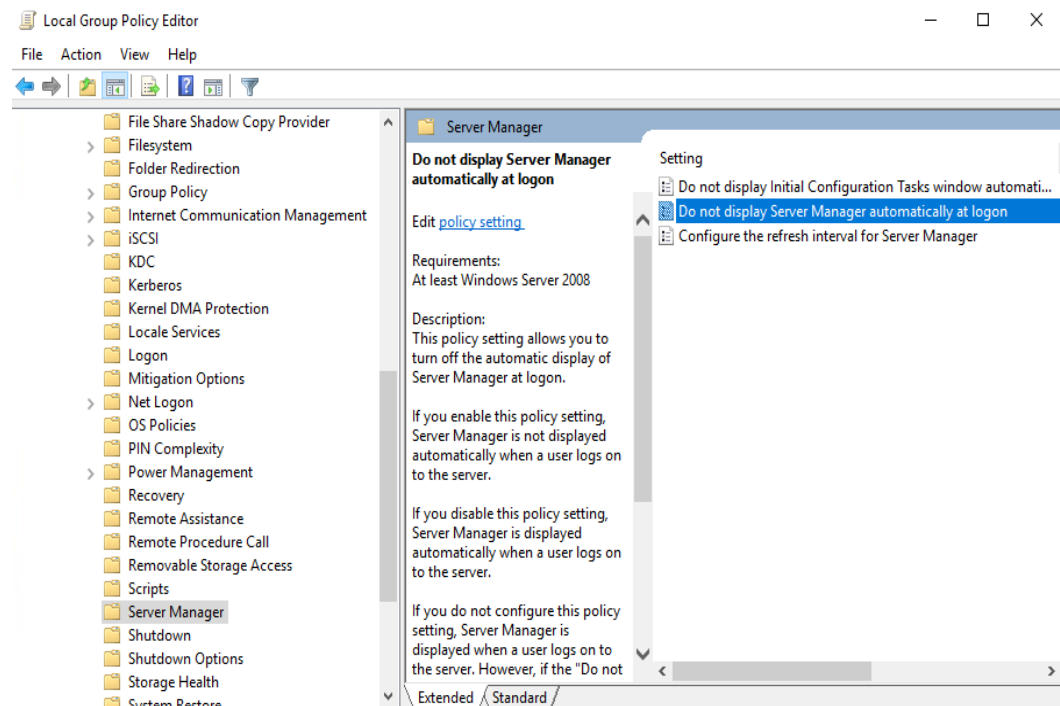 Local Group Policy Editor
File Action View Help
File Share Shadow Copy Provider
Filesystem
Folder Redirection
Group Policy
Internet Communication Management
iSCSI
KDC
Kerberos
Kernel DMA Protection
Locale Services
Logon
Mitigation Options
Net Logon
OS Policies
PIN Complexity
Power Management
Recovery
Remote Assistance
Remote Procedure Call
Removable Storage Access
Scripts
Server Manager
Shutdown
Shutdown Options
Storage Health
System Restore
Server Manager
Do not display Server Manager
automatically at logon
Edit policy setting
Requirements:
At least Windows Server 2008
Description:
This policy setting allows you to
turn off the automatic display of
Server Manager at logon.
If you enable this policy setting,
Server Manager is not displayed
automatically when a user logs on
to the server.
If you disable this policy setting,
Server Manager is displayed
automatically when a user logs on
to the server.
If you do not configure this policy
setting, Server Manager is
displayed when a user logs on to
the server. However, if the "Do not
Setting
Do not display Initial Configuration Tasks window automati...
Do not display Server Manager automatically at logon
Configure the refresh interval for Server Manager
Extended Standard